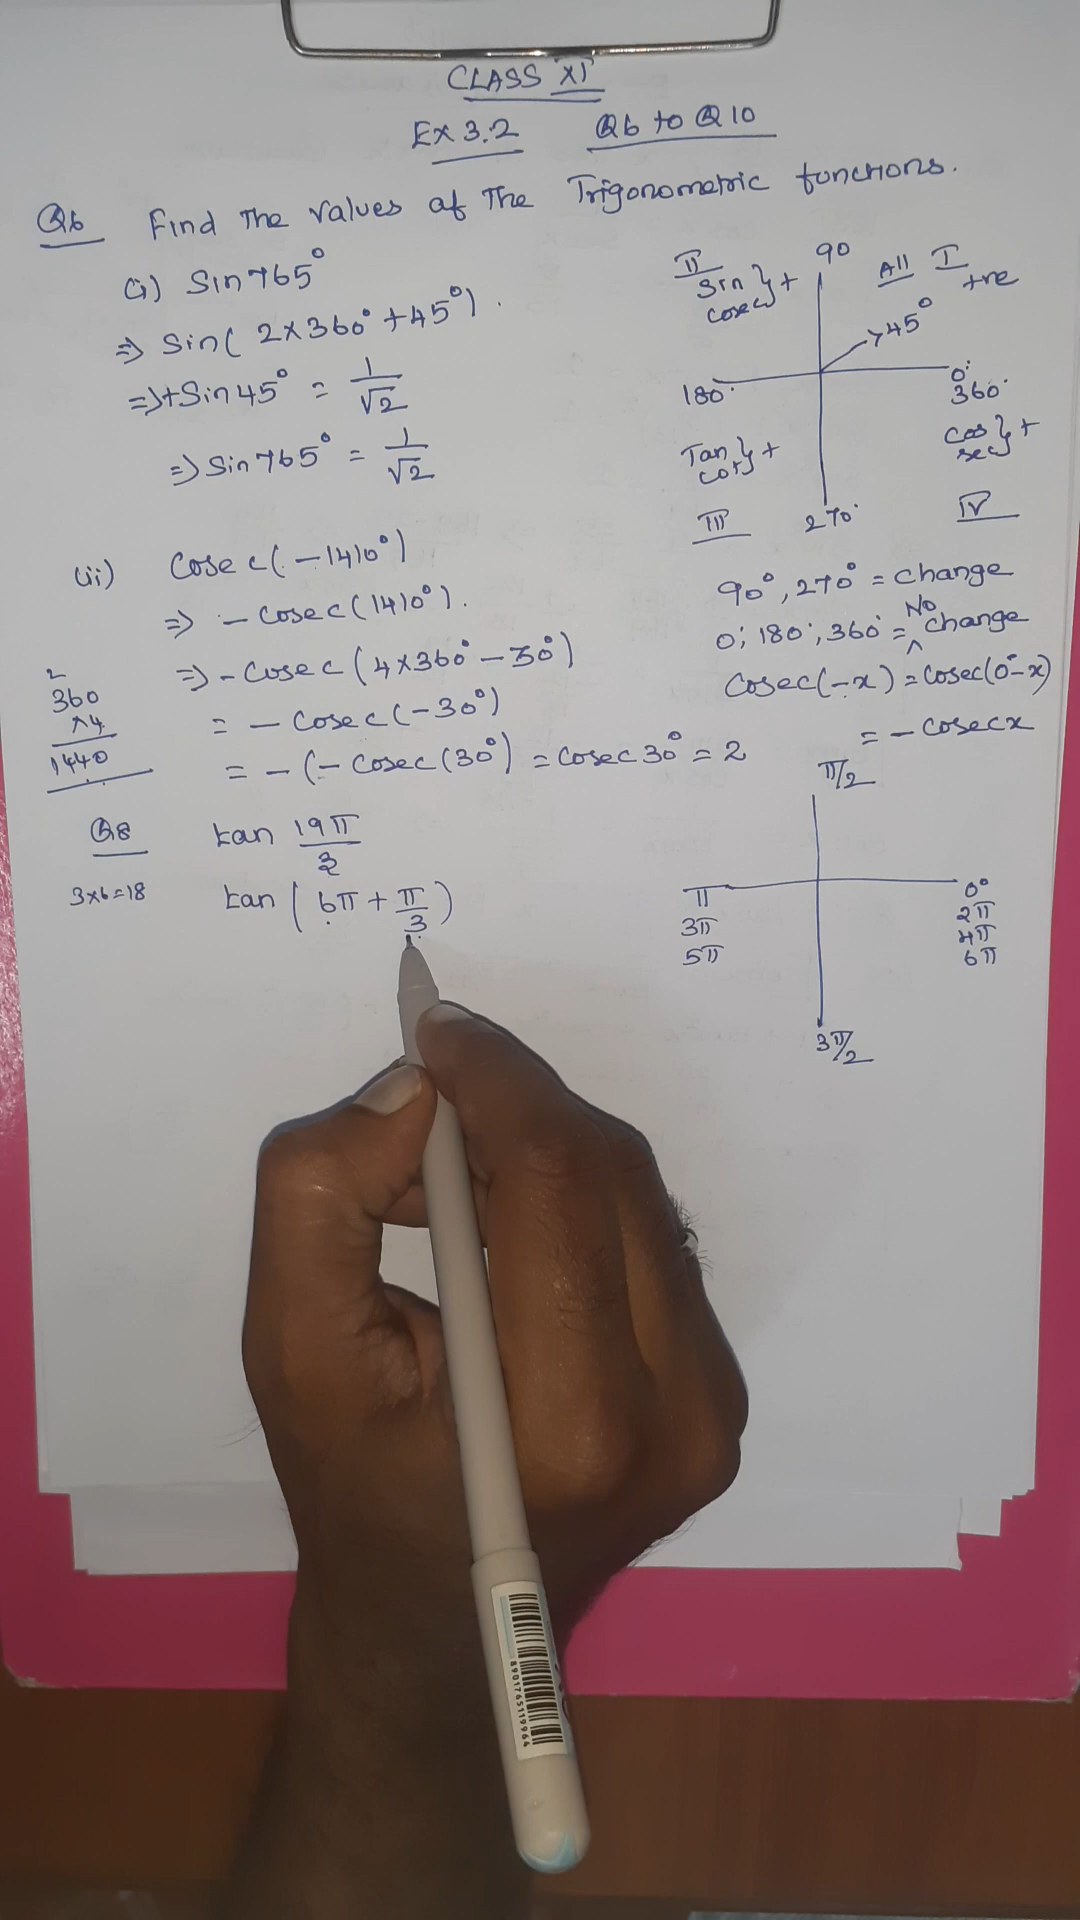 CLASS XI
EX 3.2 Q6 to Q10
Q6 Find The values of The Trigonometric functions.
(i) Sin 765°
⇒ Sin( 2×360° + 45°).
⇒ +Sin 45° = 1/√2
⇒ Sin 765° = 1/√2
90
II
Sin } +
Cosec
All I
+ve
45°
180°
0°
360°
Tan } +
cot
cos } +
sec
III
270°
IV
(ii) Cosec(-1410°)
⇒ - Cosec(1410°).
⇒ - Cosec (4×360° - 30°)
= - Cosec(-30°)
= - (- Cosec(30°) = Cosec 30° = 2
2
360
×4
1440
90°, 270° = change
0°, 180°, 360° = No change
Cosec(-x) = Cosec(0°-x)
= - Cosec x
Q8 tan 19π/3
3×6=18 tan ( 6π + π/3 )
π/2
π
3π
5π
0°
2π
4π
6π
3π/2
8901765119964